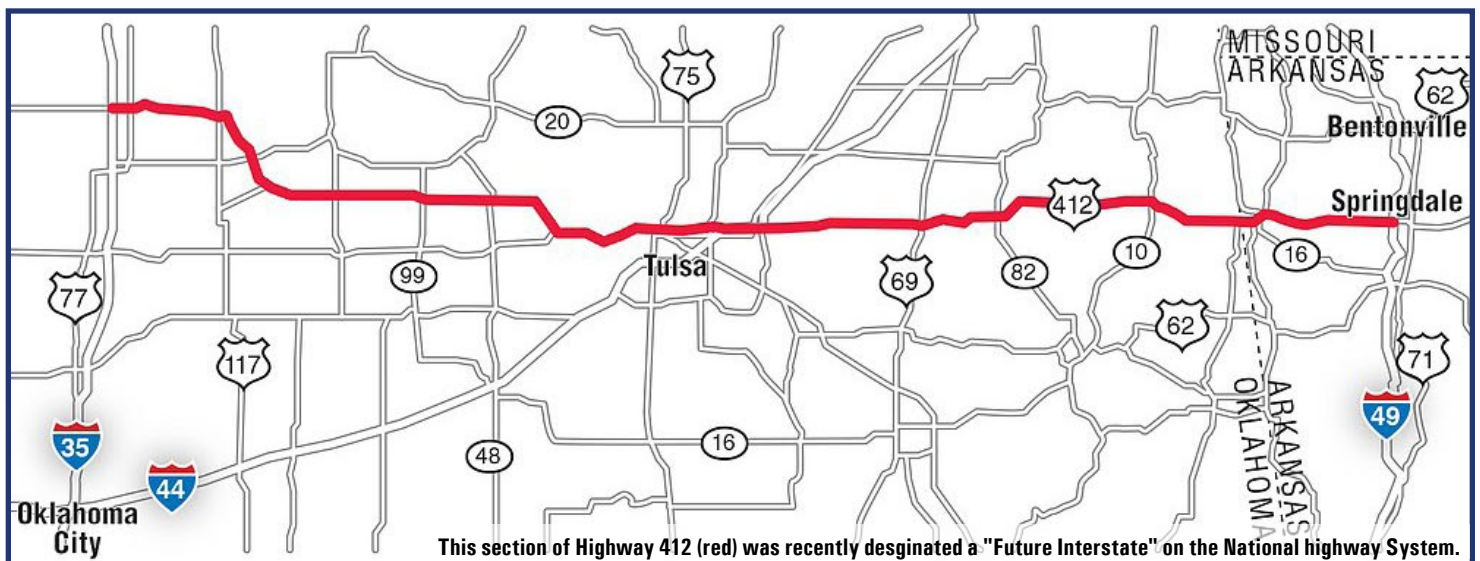 MISSOURI
ARKANSAS
75
62
20
Bentonville
Springdale
412
Tulsa
99
82
10
16
77
69
62
117
71
35
49
ARKANSAS
OKLAHOMA
16
48
44
Oklahoma
City
This section of Highway 412 (red) was recently desginated a "Future Interstate" on the National highway System.